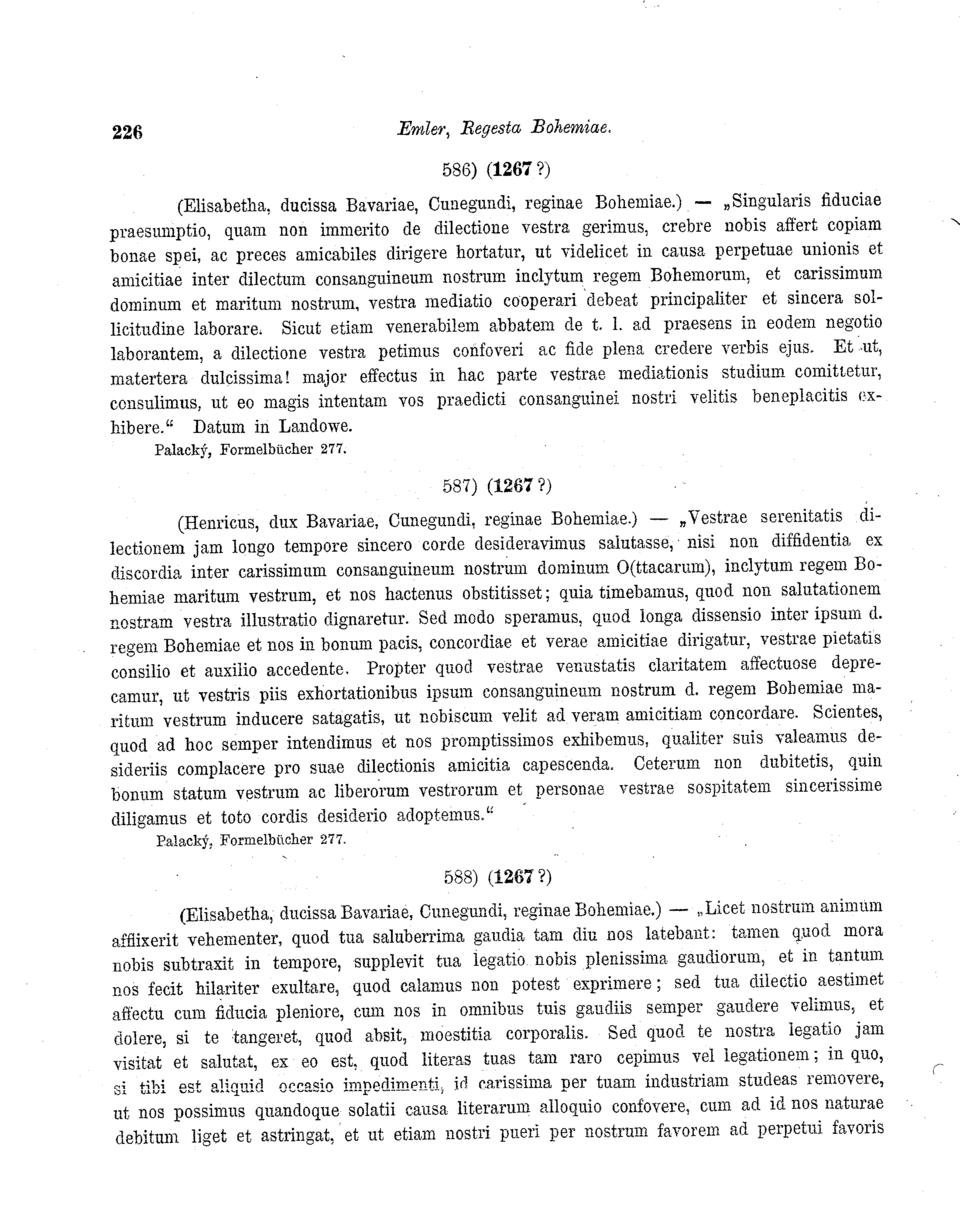 226
Emler, Regesta Bohemiae.
586) (1267?)
(Elisabetha, ducissa Bavariae, Cunegundi, reginae Bohemiae.) — „Singularis fiduciae
praesumptio, quam non immerito de dilectione vestra gerimus, crebre nobis affert copiam
bonae spei, ac preces amicabiles dirigere hortatur, ut videlicet in causa perpetuae unionis et
amicitiae inter dilectum consanguineum nostrum inclytum regem Bohemorum, et carissimum
dominum et maritum nostrum, vestra mediatio cooperari debeat principaliter et sincera sol-
licitudine laborare. Sicut etiam venerabilem abbatem de t. l. ad praesens in eodem negotio
laborantem, a dilectione vestra petimus confoveri ac fide plena credere verbis ejus. Et ut,
matertera dulcissima! major effectus in hac parte vestrae mediationis studium comittetur,
consulimus, ut eo magis intentam vos praedicti consanguinei nostri velitis beneplacitis ex-
hibere.“ Datum in Landowe.
Palacký, Formelbücher 277.
587) (1267?)
(Henricus, dux Bavariae, Cunegundi, reginae Bohemiae.) — „Vestrae serenitatis di-
lectionem jam longo tempore sincero corde desideravimus salutasse, nisi non diffidentia ex
discordia inter carissimum consanguineum nostrum dominum O(ttacarum), inclytum regem Bo-
hemiae maritum vestrum, et nos hactenus obstitisset; quia timebamus, quod non salutationem
nostram vestra illustratio dignaretur. Sed modo speramus, quod longa dissensio inter ipsum d.
regem Bohemiae et nos in bonum pacis, concordiae et verae amicitiae dirigatur, vestrae pietatis
consilio et auxilio accedente. Propter quod vestrae venustatis claritatem affectuose depre-
camur, ut vestris piis exhortationibus ipsum consanguineum nostrum d. regem Bohemiae ma-
ritum vestrum inducere satagatis, ut nobiscum velit ad veram amicitiam concordare. Scientes,
quod ad hoc semper intendimus et nos promptissimos exhibemus, qualiter suis valeamus de-
sideriis complacere pro suae dilectionis amicitia capescenda. Ceterum non dubitetis, quin
bonum statum vestrum ac liberorum vestrorum et personae vestrae sospitatem sincerissime
diligamus et toto cordis desiderio adoptemus.“
Palacký, Formelbücher 277.
588) (1267?)
(Elisabetha, ducissa Bavariae, Cunegundi, reginae Bohemiae.) — „Licet nostrum animum
afflixerit vehementer, quod tua saluberrima gaudia tam diu nos latebant: tamen quod mora
nobis subtraxit in tempore, supplevit tua legatio nobis plenissima gaudiorum, et in tantum
nos fecit hilariter exultare, quod calamus non potest exprimere; sed tua dilectio aestimet
affectu cum fiducia pleniore, cum nos in omnibus tuis gaudiis semper gaudere velimus, et
dolere, si te tangeret, quod absit, moestitia corporalis. Sed quod te nostra legatio jam
visitat et salutat, ex eo est, quod literas tuas tam raro cepimus vel legationem; in quo,
si tibi est aliquid occasio impedimenti, id carissima per tuam industriam studeas removere,
ut nos possimus quandoque solatii causa literarum alloquio confovere, cum ad id nos naturae
debitum liget et astringat, et ut etiam nostri pueri per nostrum favorem ad perpetui favoris